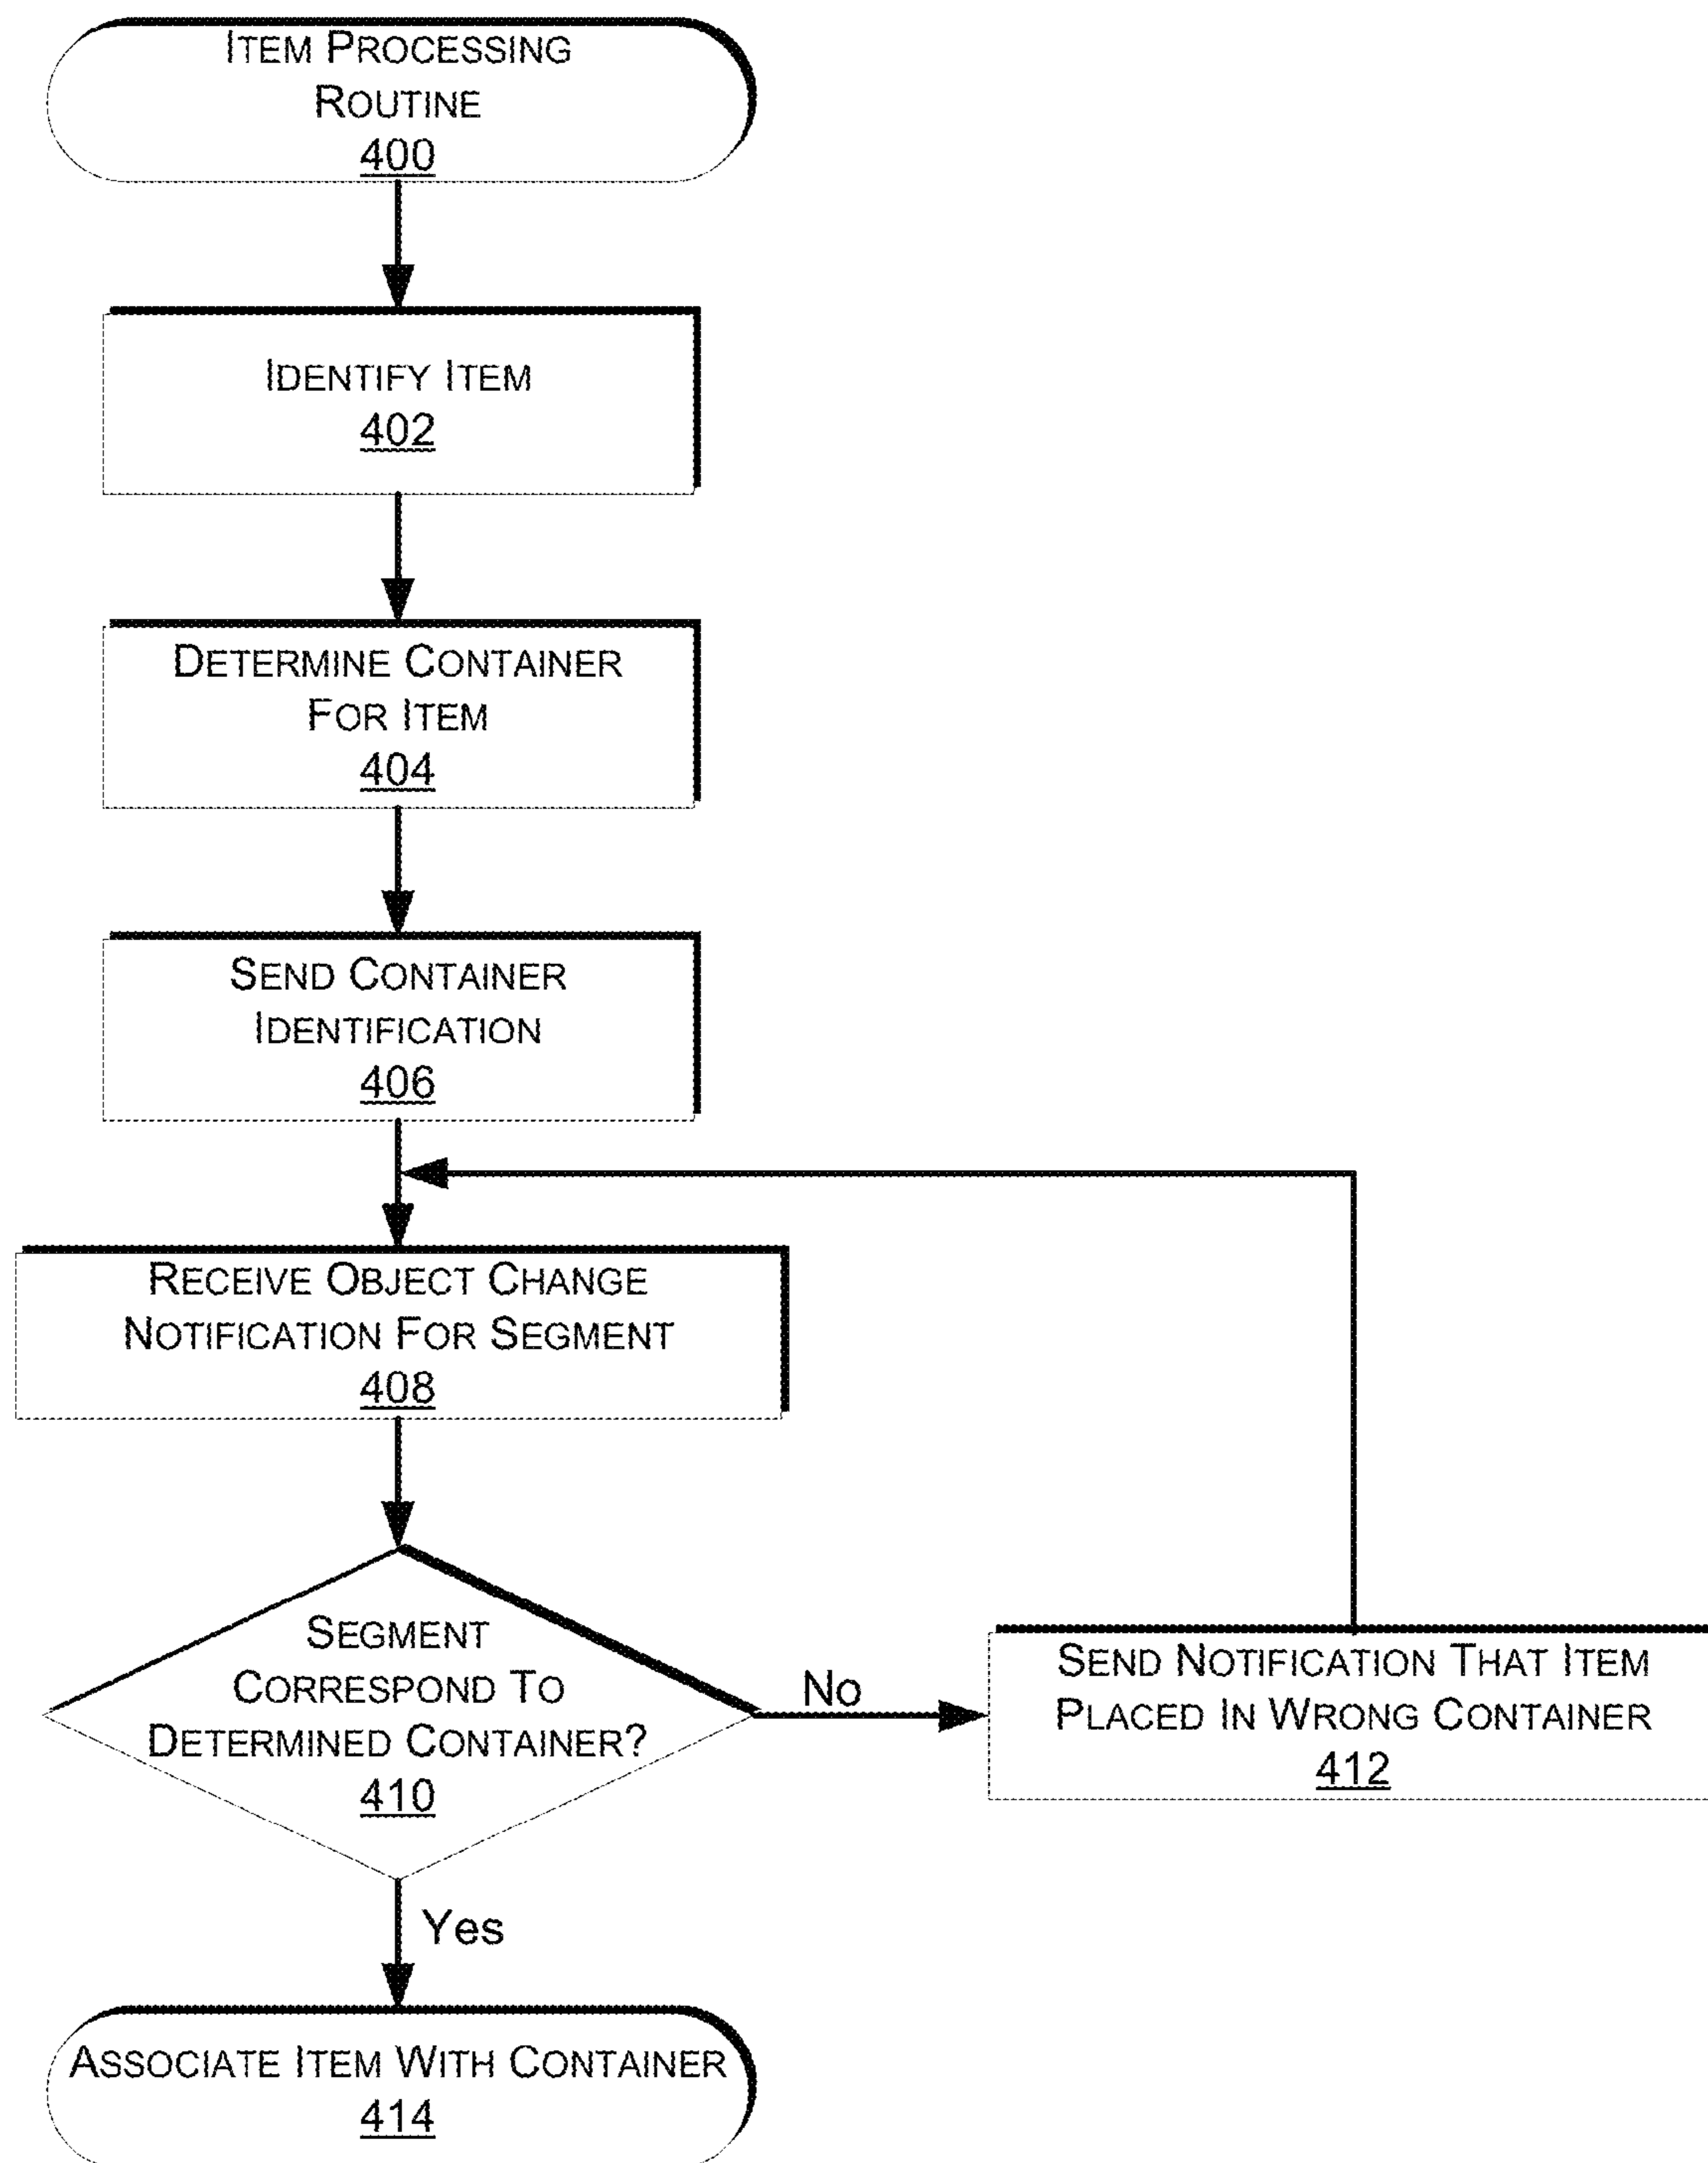 ITEM PROCESSING
ROUTINE
400
IDENTIFY ITEM
402
DETERMINE CONTAINER
FOR ITEM
404
SEND CONTAINER
IDENTIFICATION
406
RECEIVE OBJECT CHANGE
NOTIFICATION FOR SEGMENT
408
SEGMENT
CORRESPOND TO
DETERMINED CONTAINER?
410
No
SEND NOTIFICATION THAT ITEM
PLACED IN WRONG CONTAINER
412
Yes
ASSOCIATE ITEM WITH CONTAINER
414